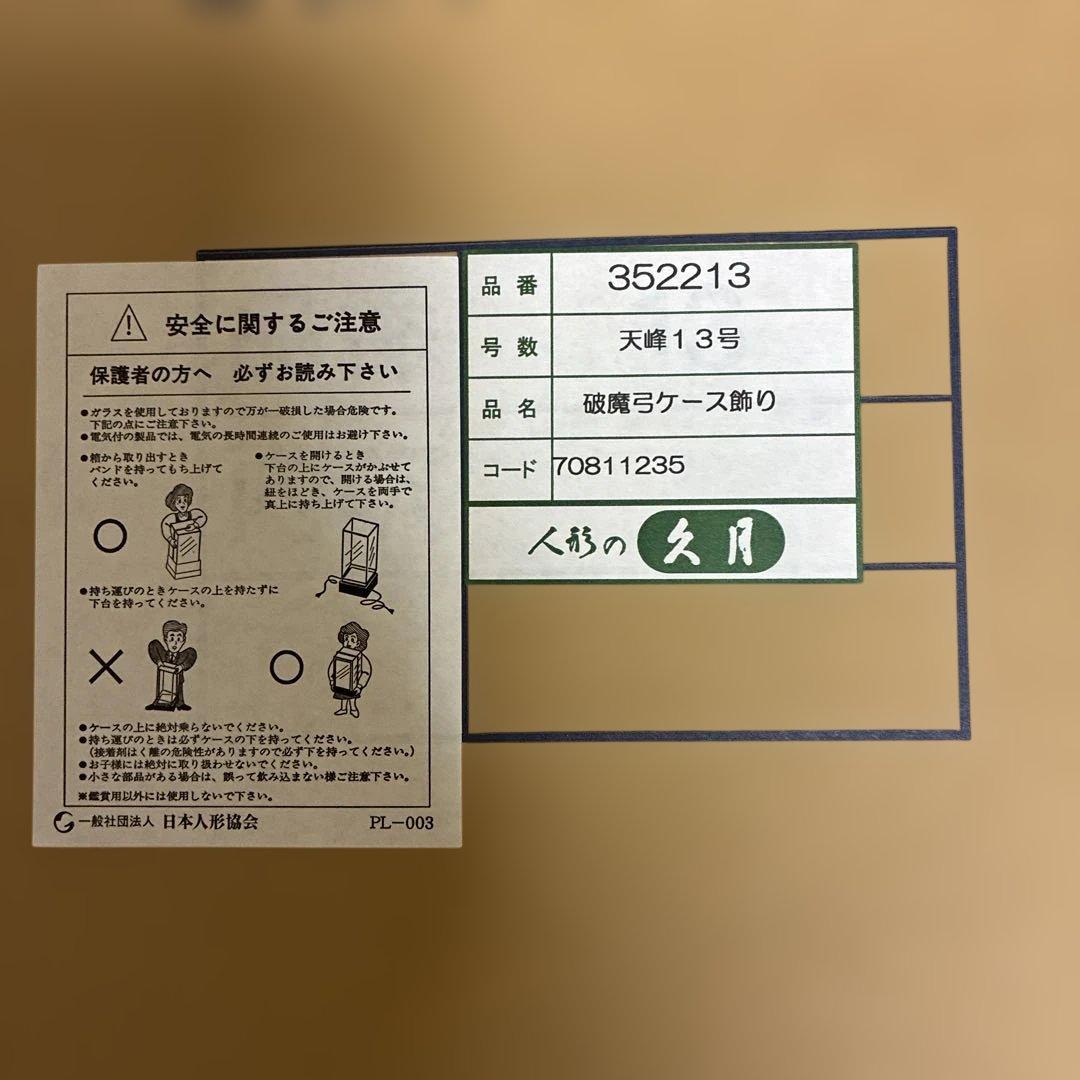 安全に関するご注意
保護者の方へ 必ずお読み下さい
●ガラスを使用しておりますので万が一破損した場合危険です。
下記の点にご注意下さい。
●電気付の製品では、電気の長時間連続のご使用はお避け下さい。
●箱から取り出すとき
バンドを持ってもち上げて
ください。
●ケースを開けるとき
下台の上にケースがかぶせて
ありますので、開ける場合は、
紐をほどき、ケースを両手で
真上に持ち上げて下さい。
●持ち運びのときケースの上を持たずに
下台を持ってください。
●ケースの上に絶対乗らないでください。
●持ち運びのときは必ずケースの下を持ってください。
(接着剤はく離の危険性がありますので必ず下を持ってください。)
●お子様には絶対に取り扱わせないでください。
●小さな部品がある場合は、誤って飲み込まない様ご注意下さい。
※鑑賞用以外には使用しないで下さい。
一般社団法人 日本人形協会 PL-003
品番 352213
号数 天峰13号
品名 破魔弓ケース飾り
コード 70811235
人形の久月